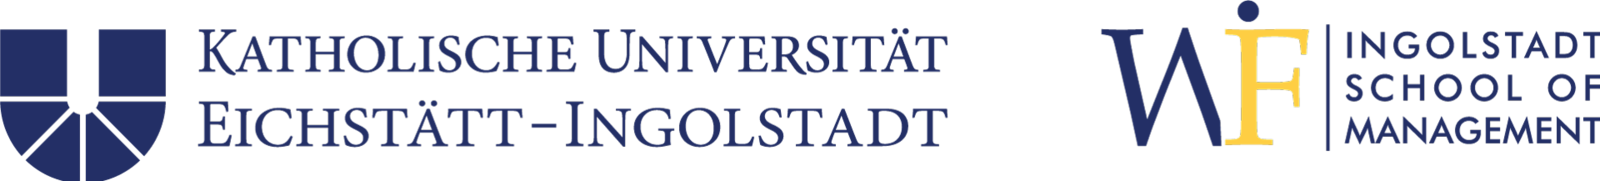 KATHOLISCHE UNIVERSITÄT
EICHSTÄTT-INGOLSTADT
WFI
INGOLSTADT
SCHOOL OF
MANAGEMENT